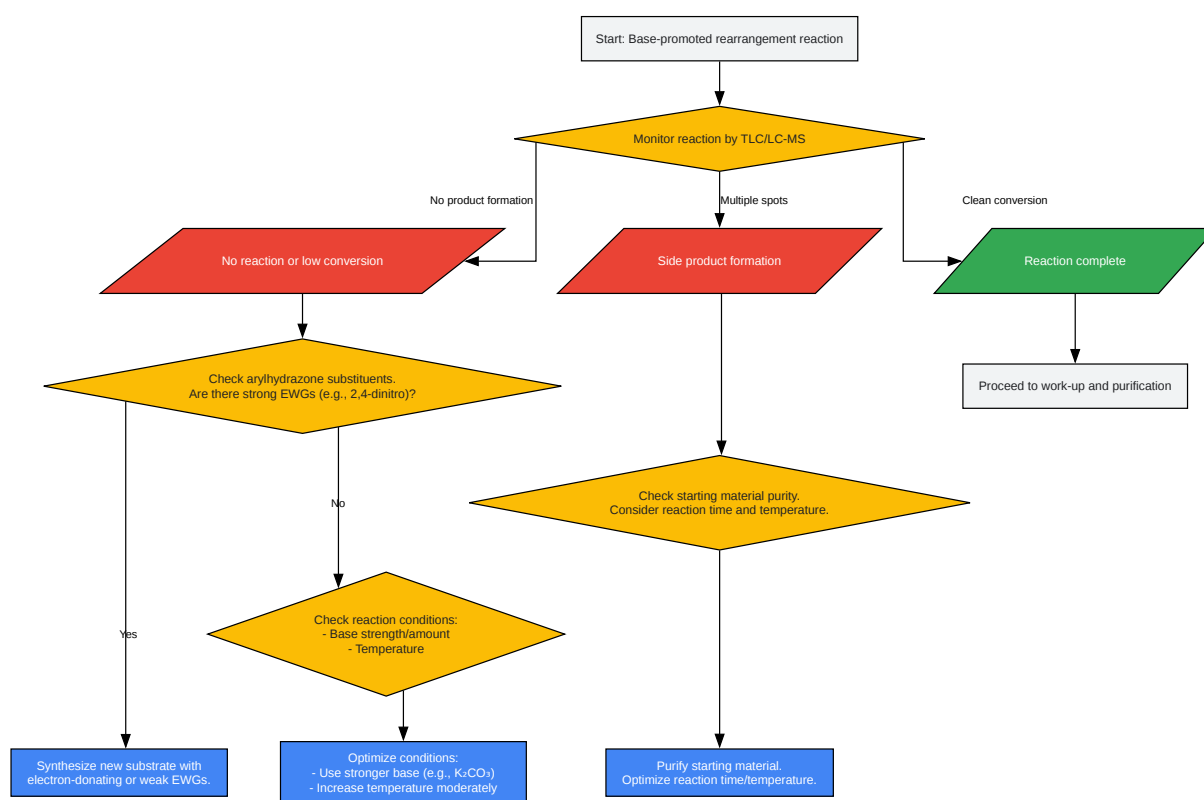 Start: Base-promoted rearrangement reaction
Monitor reaction by TLC/LC-MS
No product formation
Multiple spots
Clean conversion
No reaction or low conversion
Side product formation
Reaction complete
Check arylhydrazone substituents.
Are there strong EWGs (e.g., 2,4-dinitro)?
Proceed to work-up and purification
No
Check starting material purity.
Consider reaction time and temperature.
Check reaction conditions:
- Base strength/amount
- Temperature
Yes
Synthesize new substrate with
electron-donating or weak EWGs.
Optimize conditions:
- Use stronger base (e.g., K₂CO₃)
- Increase temperature moderately
Purify starting material.
Optimize reaction time/temperature.